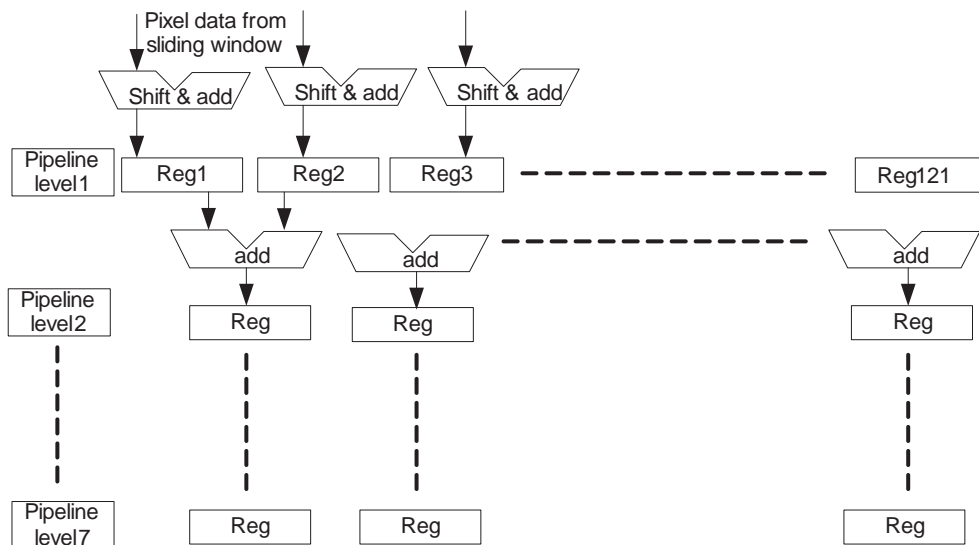 Pixel data from
sliding window
Shift & add
Shift & add
Shift & add
Pipeline
level1
Reg1
Reg2
Reg3
Reg121
add
add
add
Pipeline
level2
Reg
Reg
Reg
Pipeline
level7
Reg
Reg
Reg